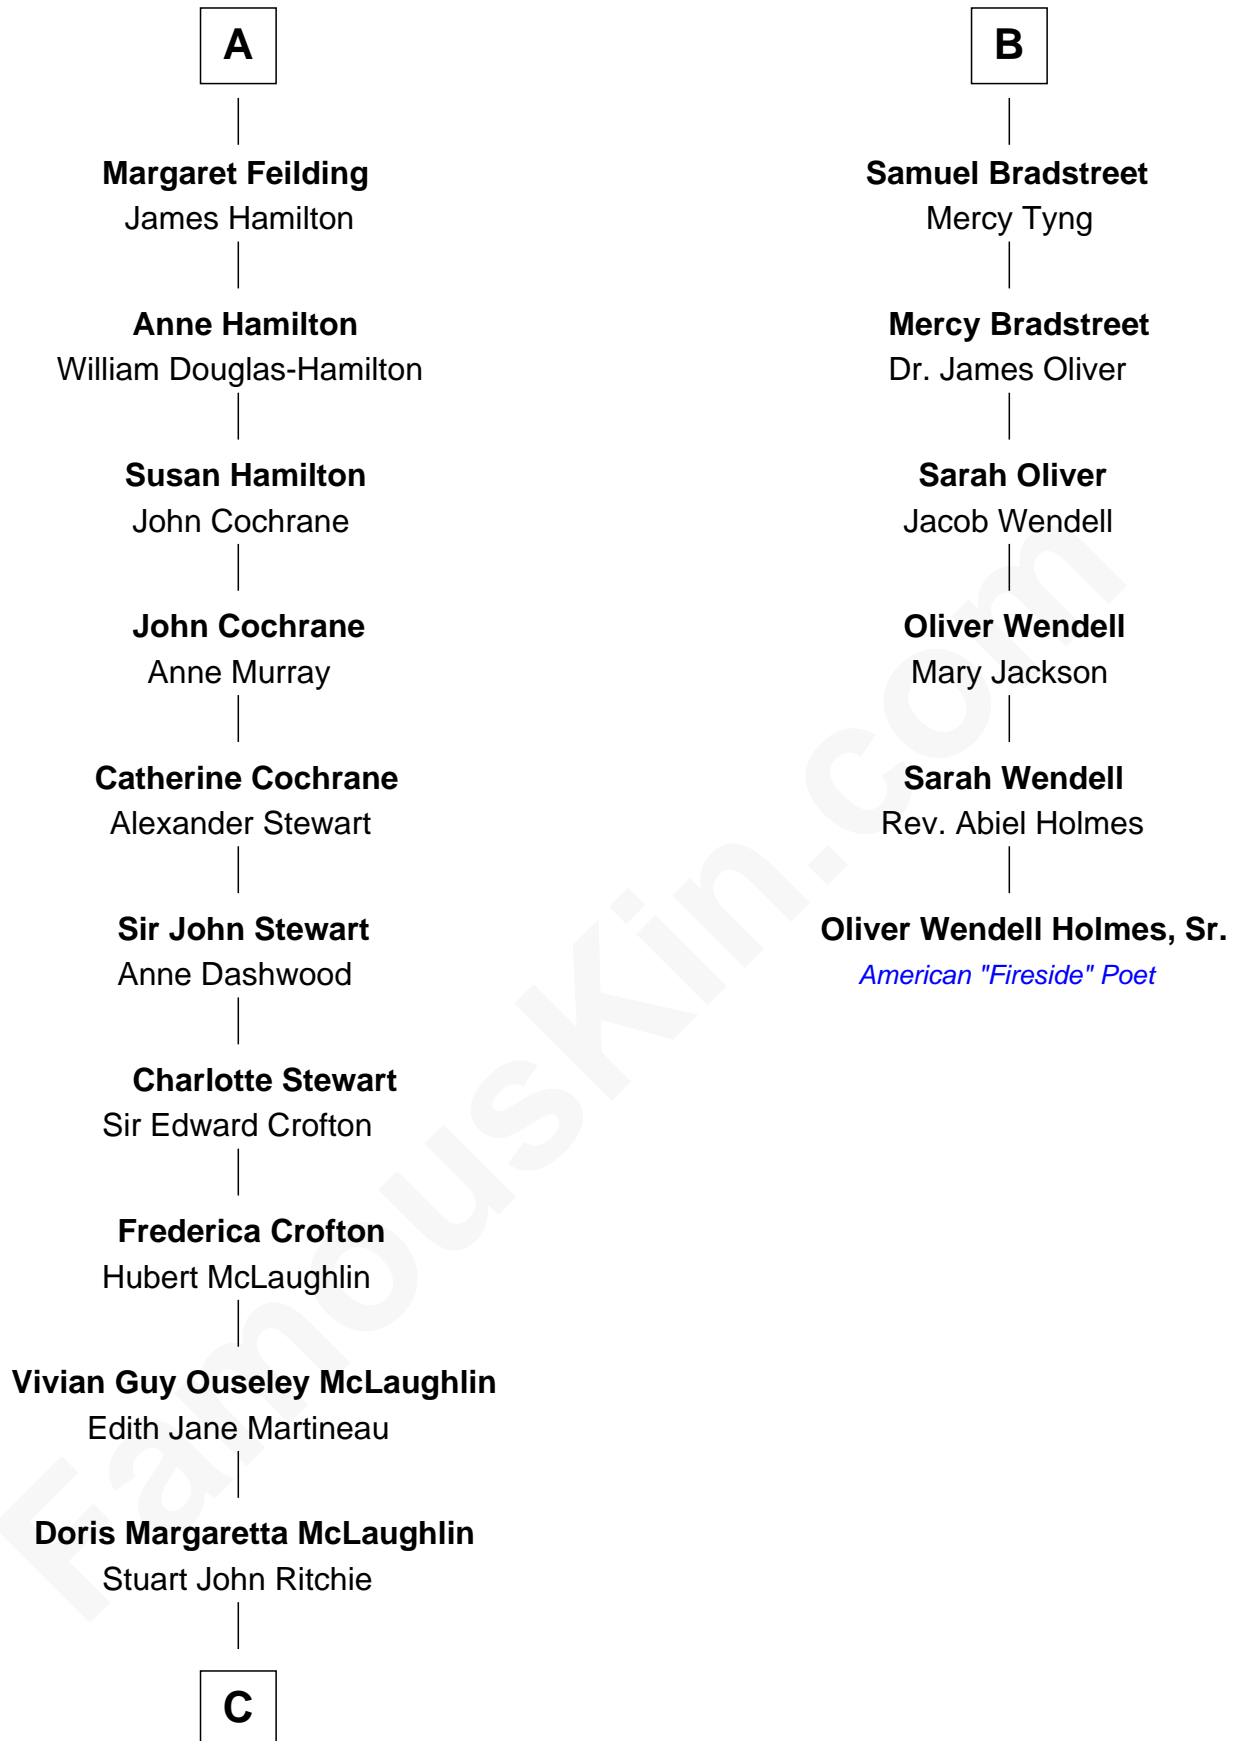 A
Margaret Feilding
James Hamilton
Anne Hamilton
William Douglas-Hamilton
Susan Hamilton
John Cochrane
John Cochrane
Anne Murray
Catherine Cochrane
Alexander Stewart
Sir John Stewart
Anne Dashwood
Charlotte Stewart
Sir Edward Crofton
Frederica Crofton
Hubert McLaughlin
Vivian Guy Ouseley McLaughlin
Edith Jane Martineau
Doris Margaretta McLaughlin
Stuart John Ritchie
C
B
Samuel Bradstreet
Mercy Tyng
Mercy Bradstreet
Dr. James Oliver
Sarah Oliver
Jacob Wendell
Oliver Wendell
Mary Jackson
Sarah Wendell
Rev. Abiel Holmes
Oliver Wendell Holmes, Sr.
American "Fireside" Poet
FamousKin.com